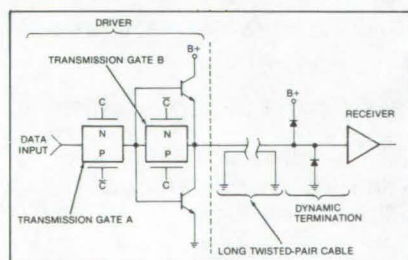 DRIVER
TRANSMISSION GATE B
B+
C
C
B+
RECEIVER
DATA INPUT
N
P
N
P
C
C
TRANSMISSION GATE A
DYNAMIC TERMINATION
LONG TWISTED-PAIR CABLE